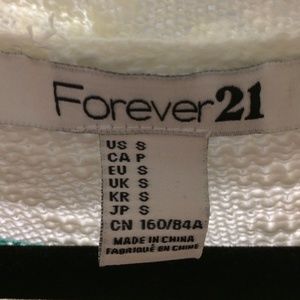 Forever21
US S
CA P
EU S
UK S
KR S
JP S
CN 160/84A
MADE IN CHINA
FABRIQUÉ EN CHINE